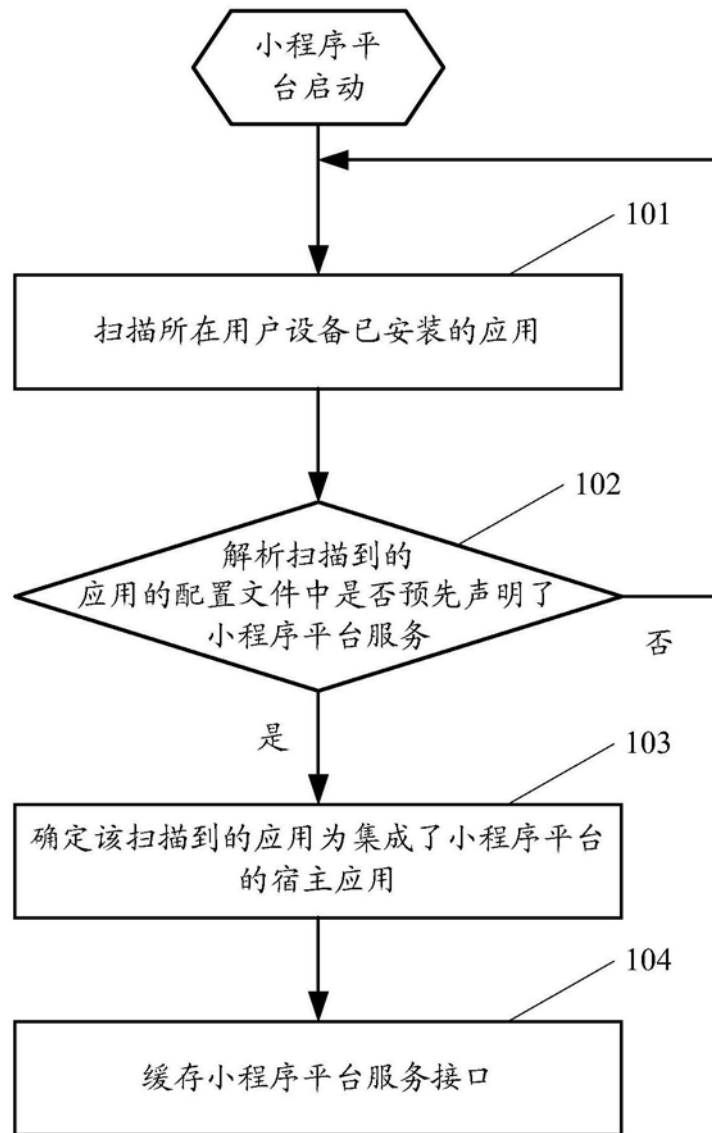 小程序平
台启动
101
扫描所在用户设备已安装的应用
102
解析扫描到的
应用的配置文件中是否预先声明了
小程序平台服务
否
是
103
确定该扫描到的应用为集成了小程序平台
的宿主应用
104
缓存小程序平台服务接口